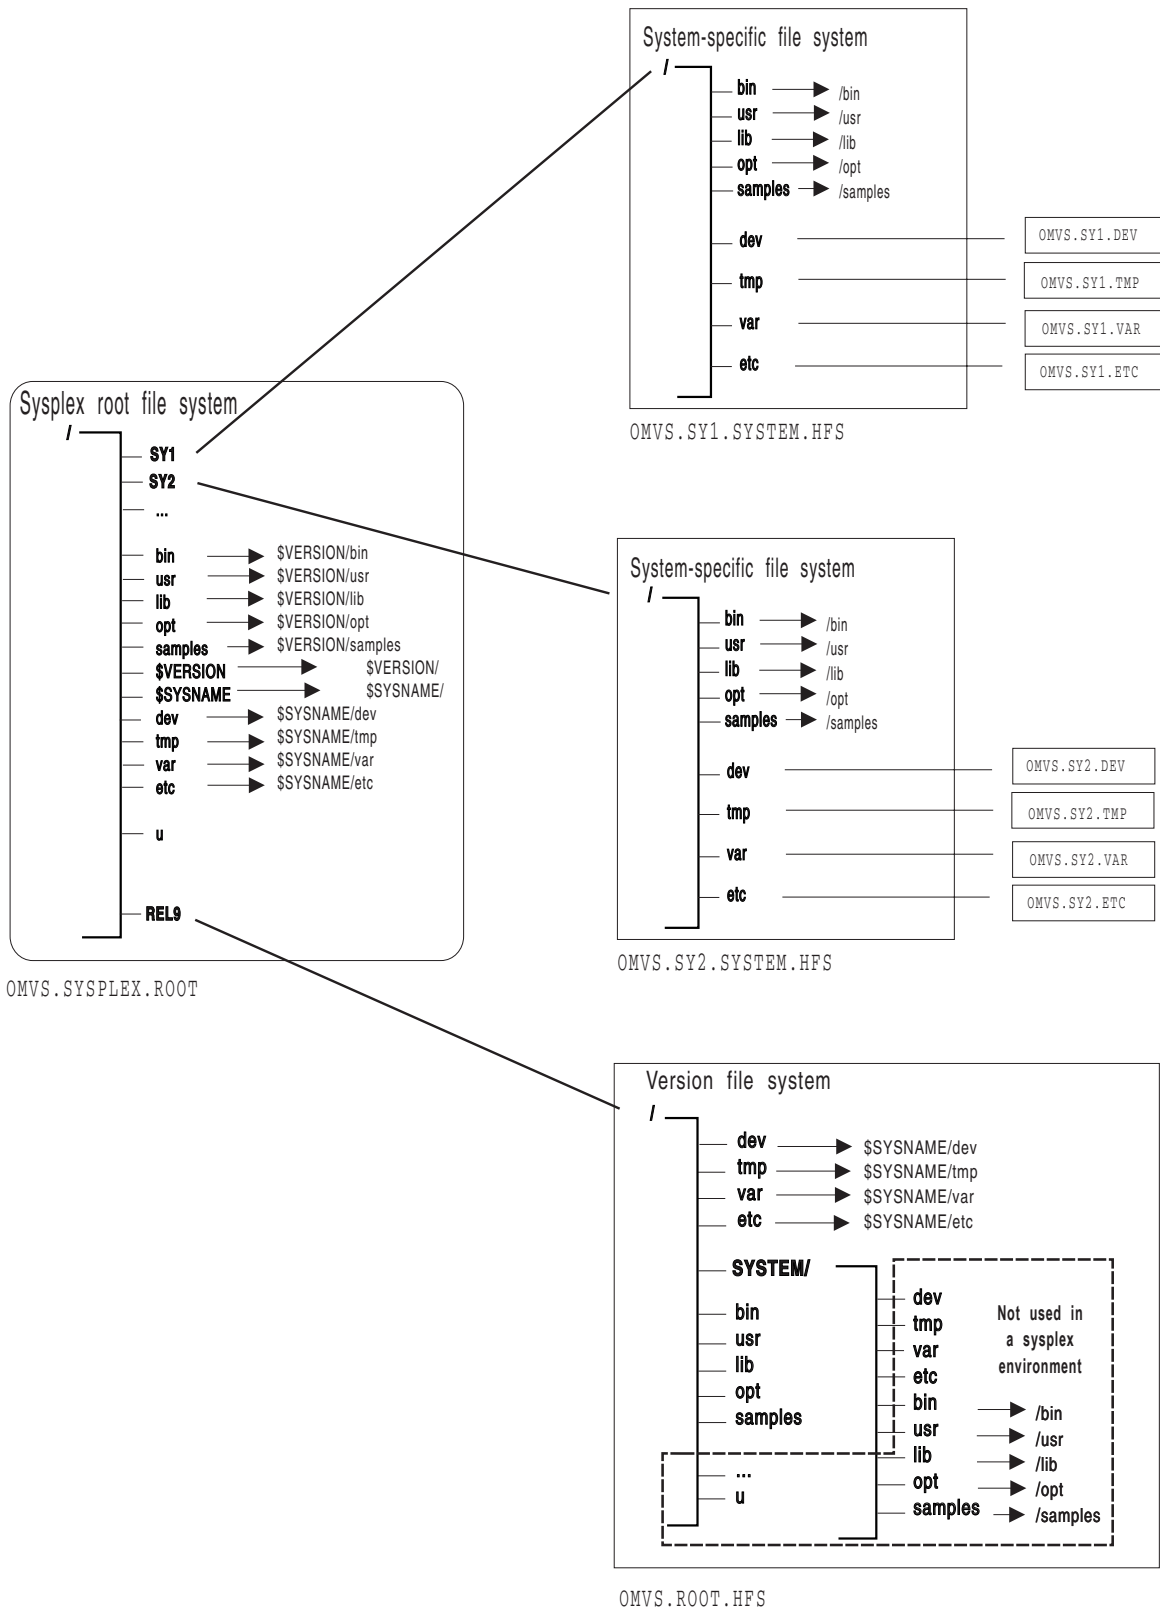 System-specific file system
/
bin /bin
usr /usr
lib /lib
opt /opt
samples /samples
dev OMVS.SY1.DEV
tmp OMVS.SY1.TMP
var OMVS.SY1.VAR
etc OMVS.SY1.ETC
OMVS.SY1.SYSTEM.HFS
Sysplex root file system
/
SY1
SY2
...
bin $VERSION/bin
usr $VERSION/usr
lib $VERSION/lib
opt $VERSION/opt
samples $VERSION/samples
$VERSION $VERSION/
$SYSNAME $SYSNAME/
dev $SYSNAME/dev
tmp $SYSNAME/tmp
var $SYSNAME/var
etc $SYSNAME/etc
u
REL9
OMVS.SYSPLEX.ROOT
System-specific file system
/
bin /bin
usr /usr
lib /lib
opt /opt
samples /samples
dev OMVS.SY2.DEV
tmp OMVS.SY2.TMP
var OMVS.SY2.VAR
etc OMVS.SY2.ETC
OMVS.SY2.SYSTEM.HFS
Version file system
/
dev $SYSNAME/dev
tmp $SYSNAME/tmp
var $SYSNAME/var
etc $SYSNAME/etc
SYSTEM/
bin
usr
lib
opt
samples
...
u
dev
tmp
var
etc
bin /bin
usr /usr
lib /lib
opt /opt
samples /samples
Not used in
a sysplex
environment
OMVS.ROOT.HFS